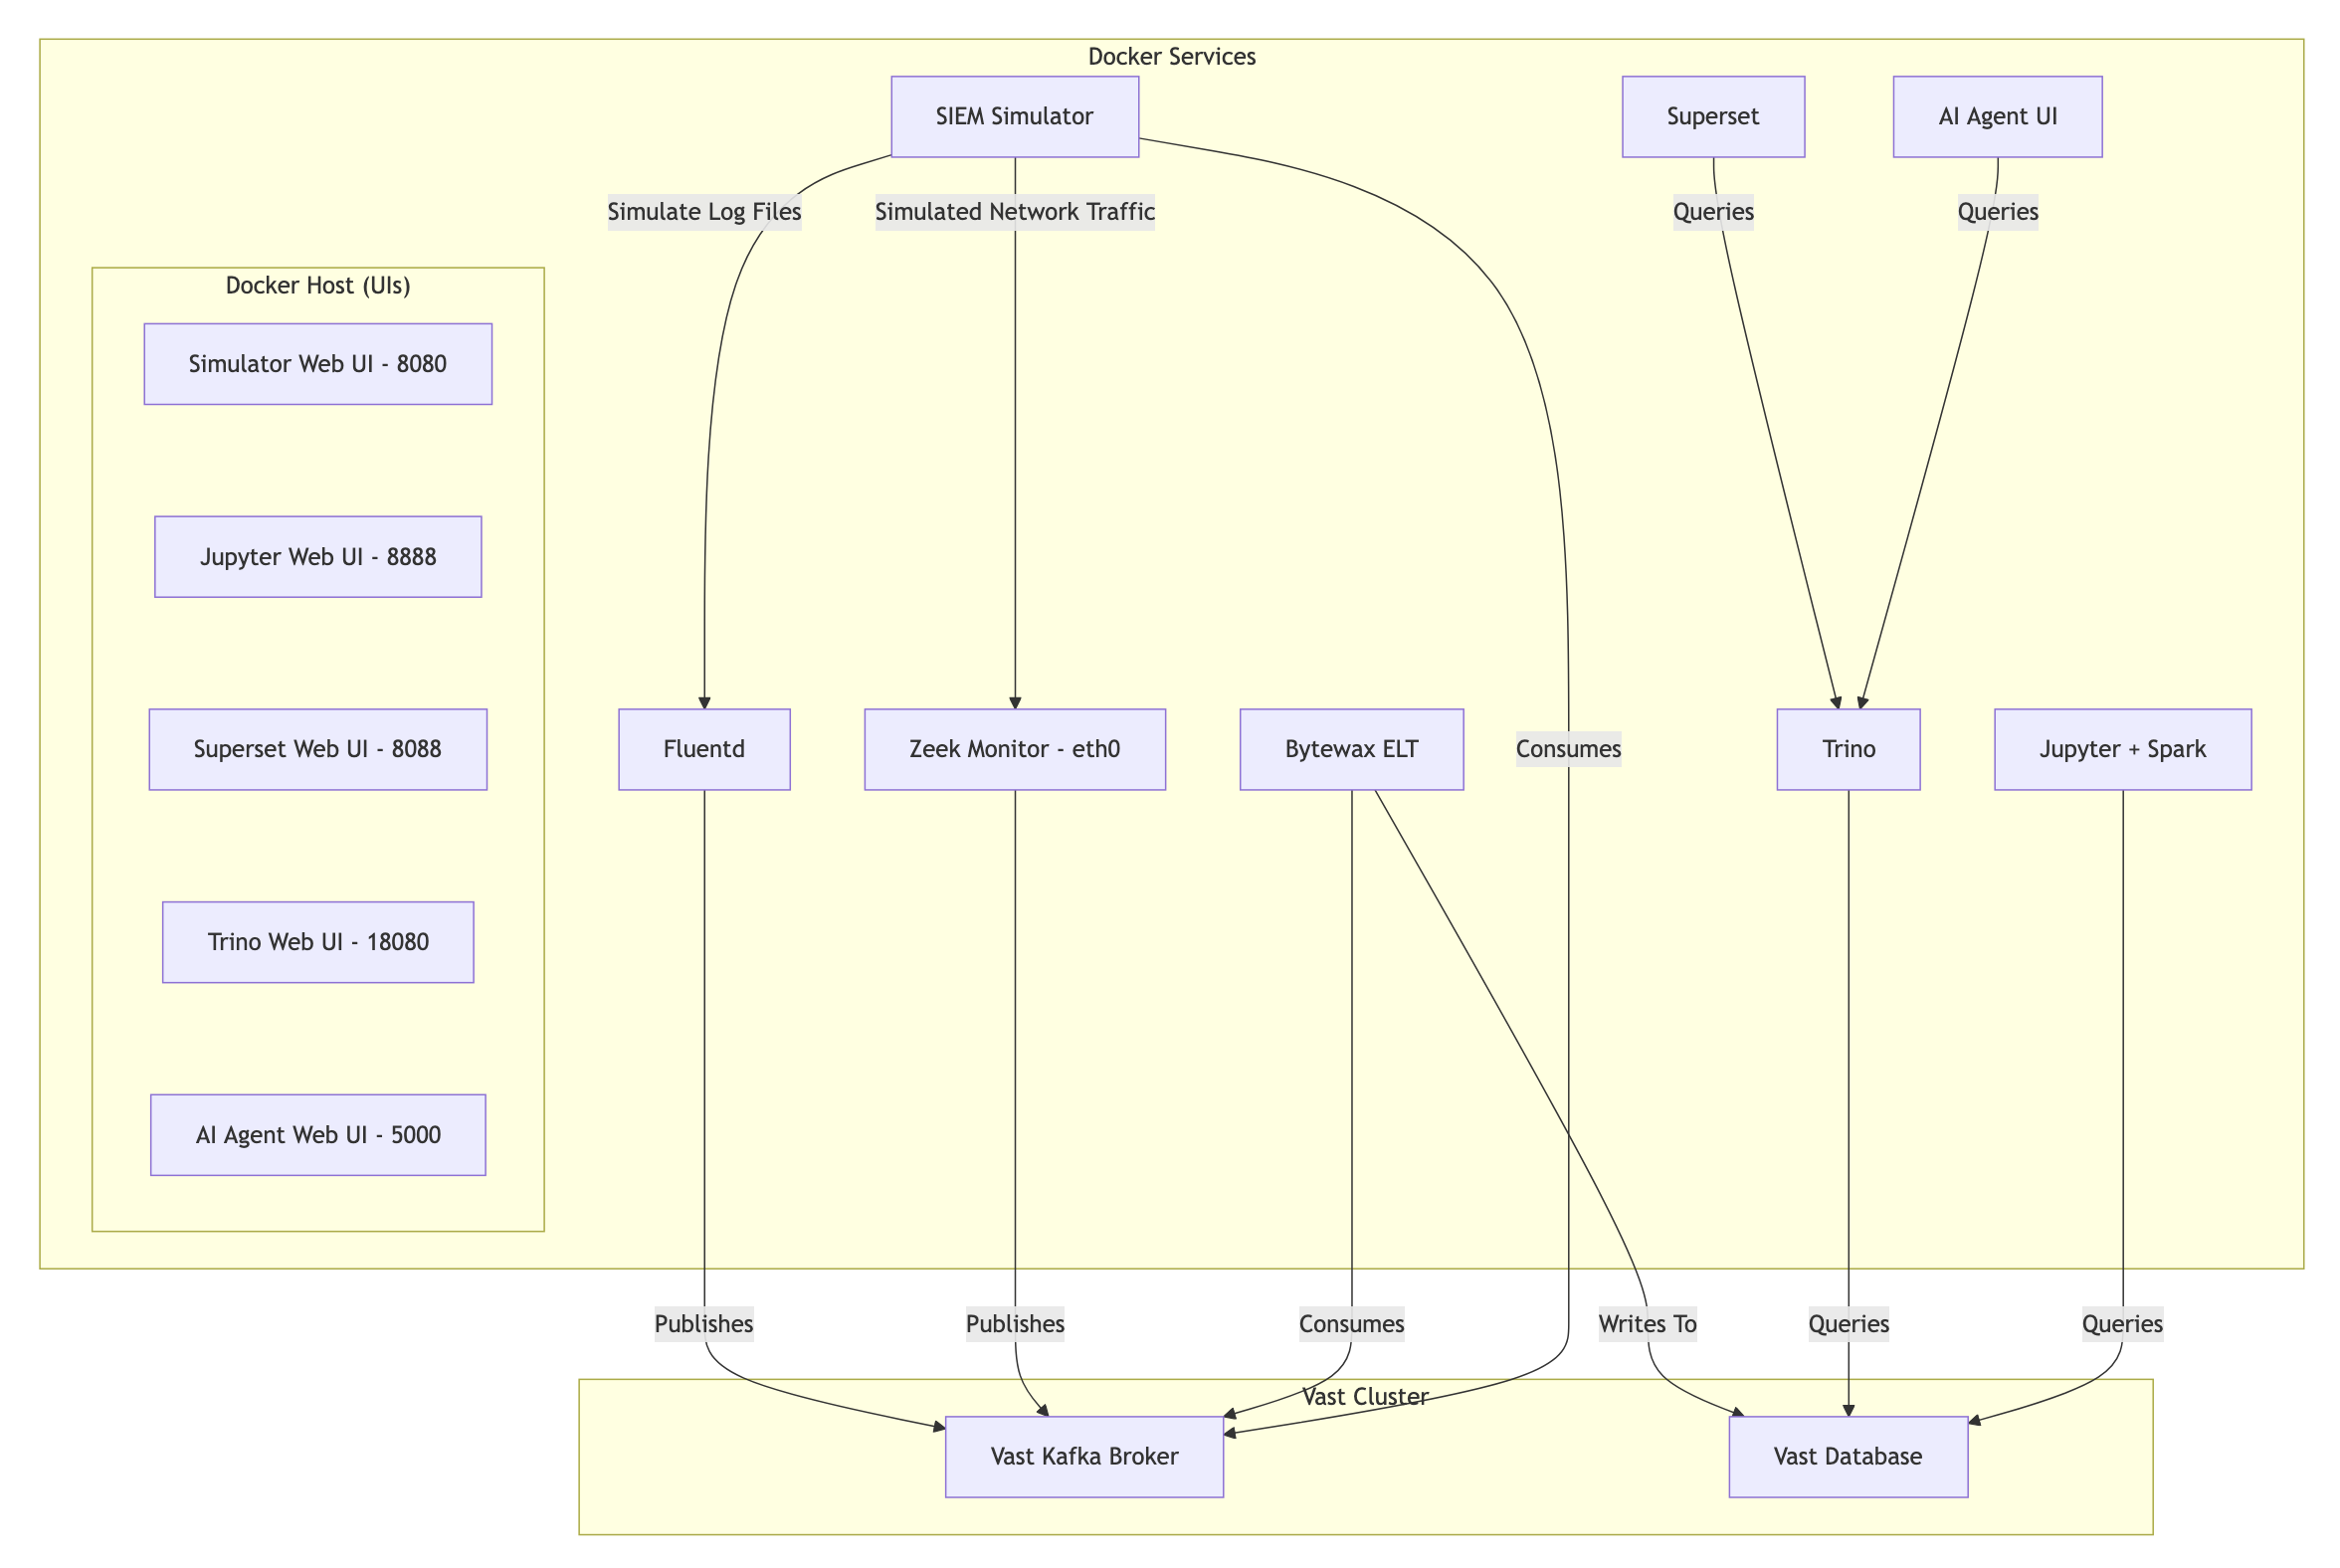 Docker Services
SIEM Simulator
Superset
AI Agent UI
Simulate Log Files
Simulated Network Traffic
Queries
Queries
Docker Host (UIs)
Simulator Web UI - 8080
Jupyter Web UI - 8888
Superset Web UI - 8088
Trino Web UI - 18080
AI Agent Web UI - 5000
Fluentd
Zeek Monitor - eth0
Bytewax ELT
Consumes
Trino
Jupyter + Spark
Publishes
Publishes
Consumes
Writes To
Queries
Queries
Vast Cluster
Vast Kafka Broker
Vast Database